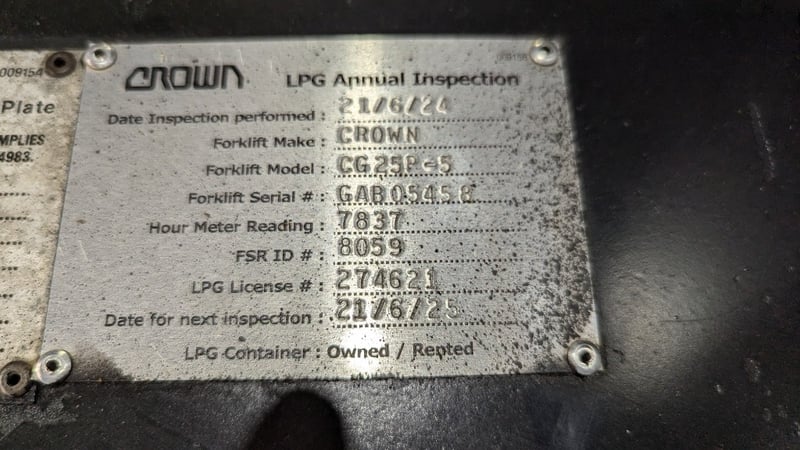 009154
Plate
MPLIES
4983.
009156
CROWN LPG Annual Inspection
Date Inspection performed : 21/6/24
Forklift Make : CROWN
Forklift Model : CG25P-5
Forklift Serial # : GAB05458
Hour Meter Reading : 7837
FSR ID # : 8059
LPG License # : 274621
Date for next inspection : 21/6/25
LPG Container : Owned / Rented